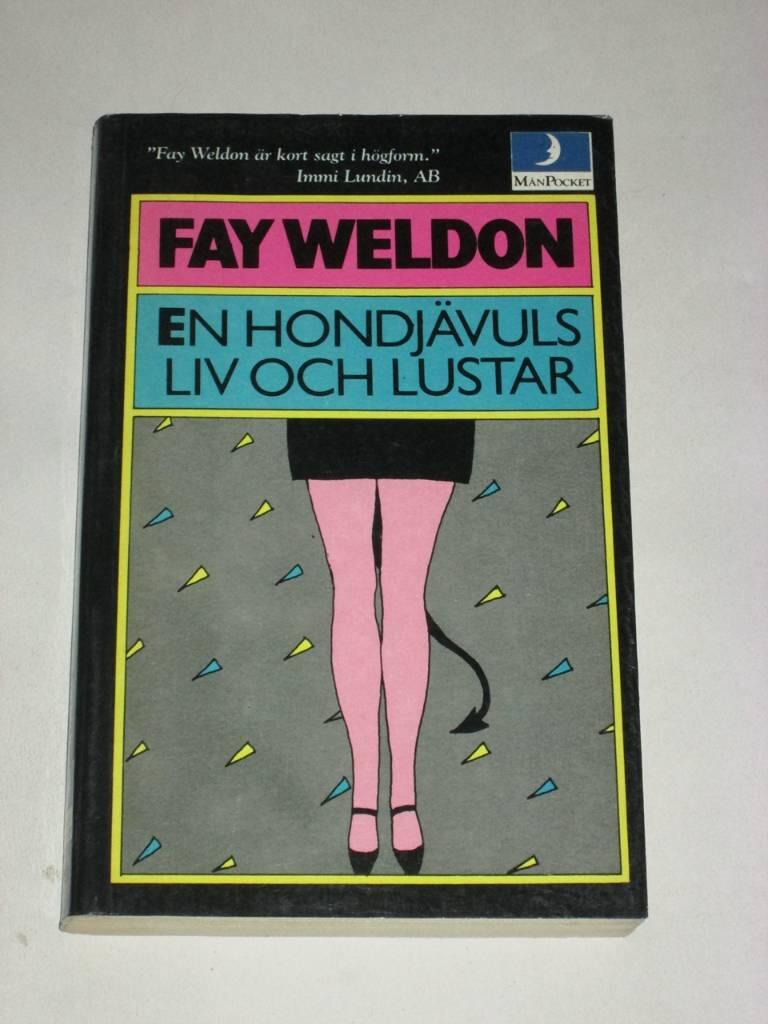 "Fay Weldon är kort sagt i högform."
Immi Lundin, AB
MÅNPOCKET
FAY WELDON
EN HONDJÄVULS
LIV OCH LUSTAR